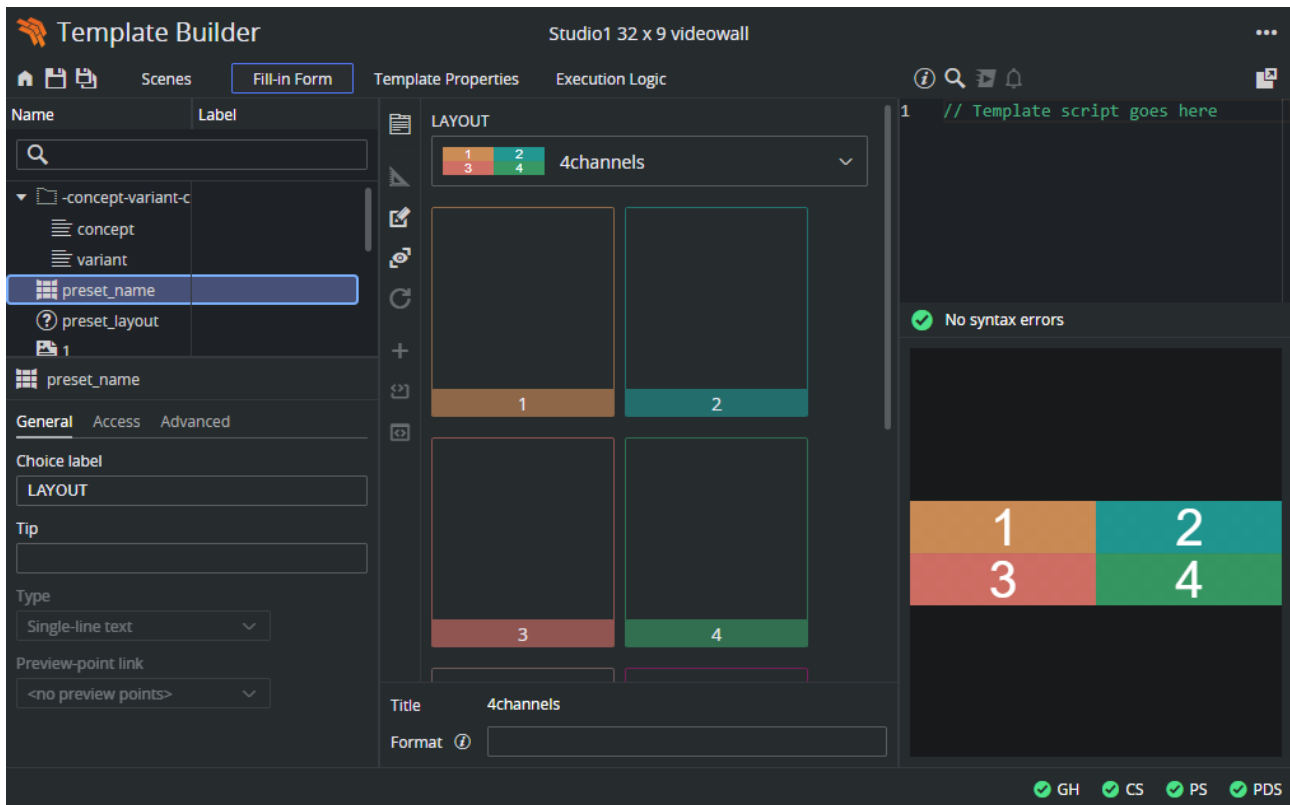 Template Builder
Studio1 32 x 9 videowall
Scenes
Fill-in Form
Template Properties
Execution Logic
Name
Label
-concept-variant-c
concept
variant
preset_name
preset_layout
1
preset_name
General
Access
Advanced
Choice label
LAYOUT
Tip
Type
Single-line text
Preview-point link
<no preview points>
LAYOUT
1 2
3 4
4channels
1
2
3
4
Title
4channels
Format
1 // Template script goes here
No syntax errors
1 2
3 4
GH
CS
PS
PDS